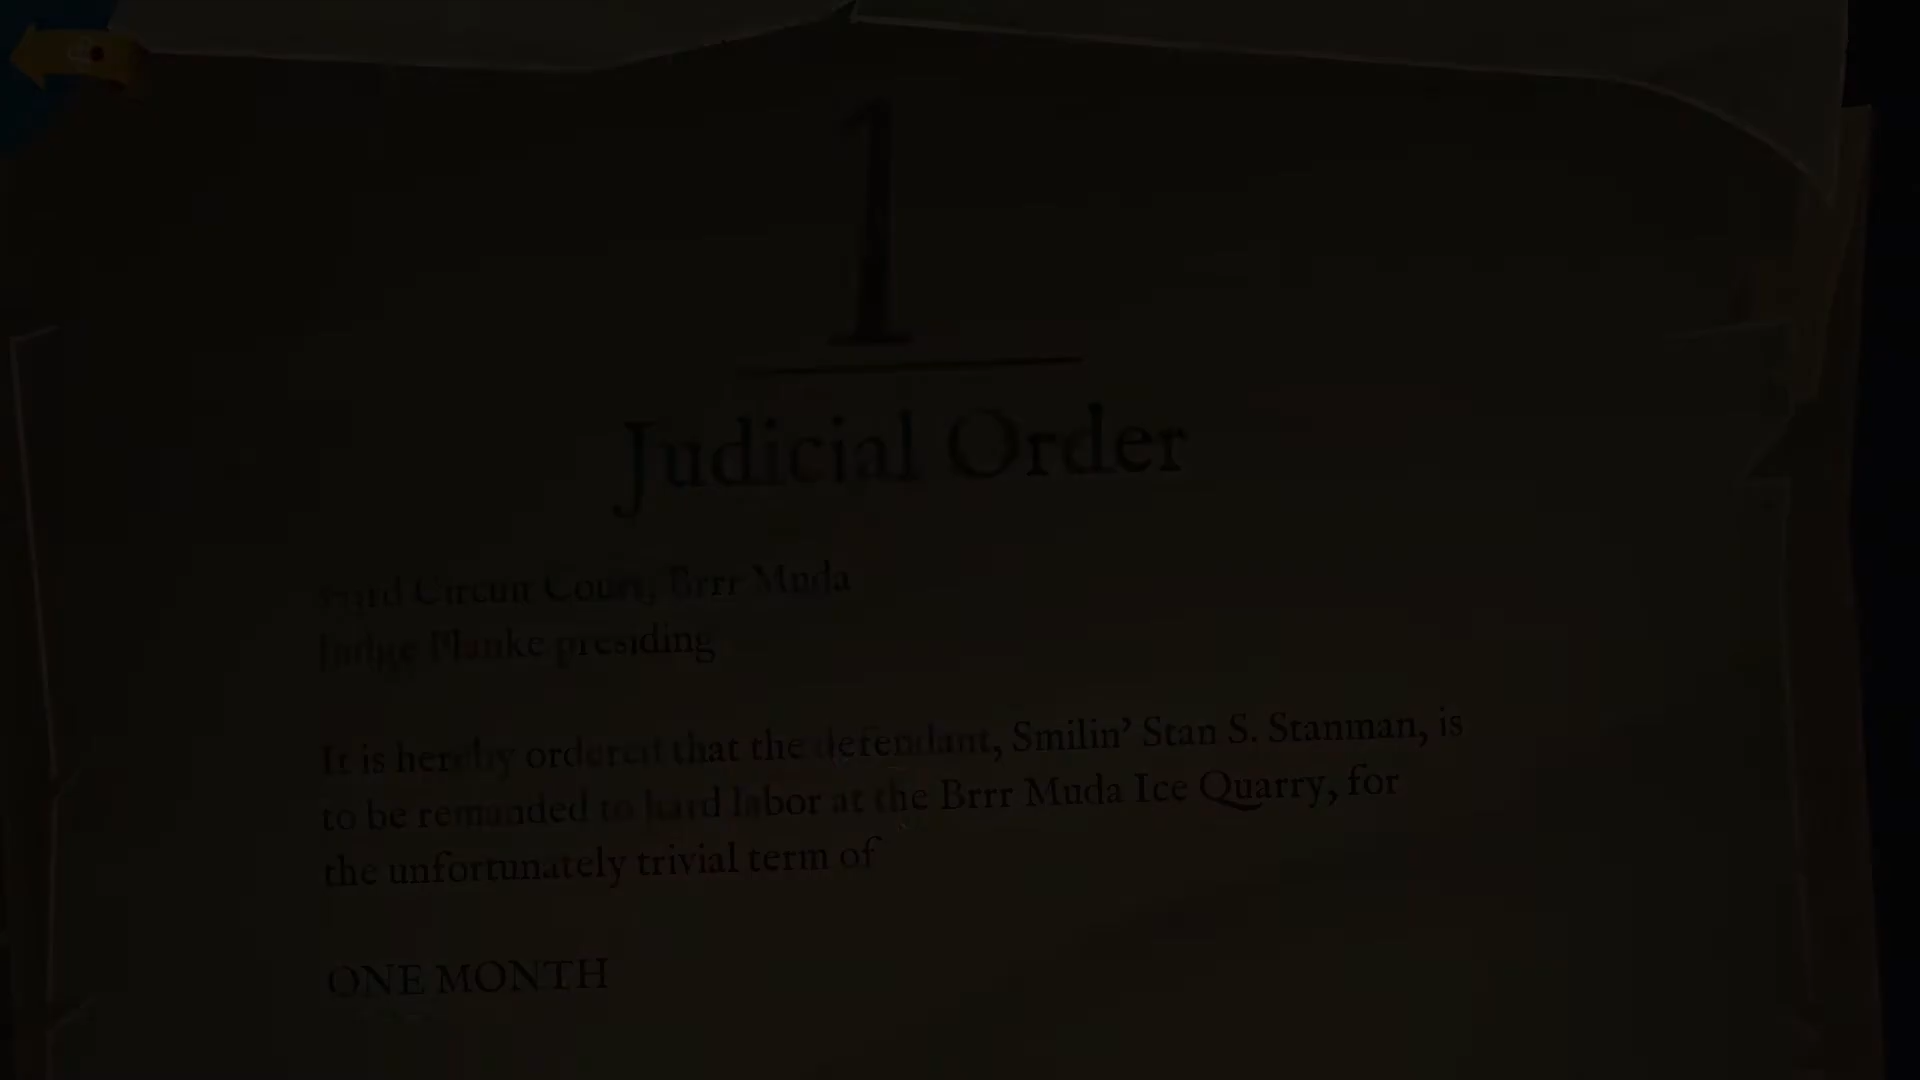 1
Judicial Order
Circuit Court, Brrr Muda
Judge Planke presiding
It is hereby ordered that the defendant, Smilin' Stan S. Stanman, is
to be remanded to hard labor at the Brrr Muda Ice Quarry, for
the unfortunately trivial term of
ONE MONTH